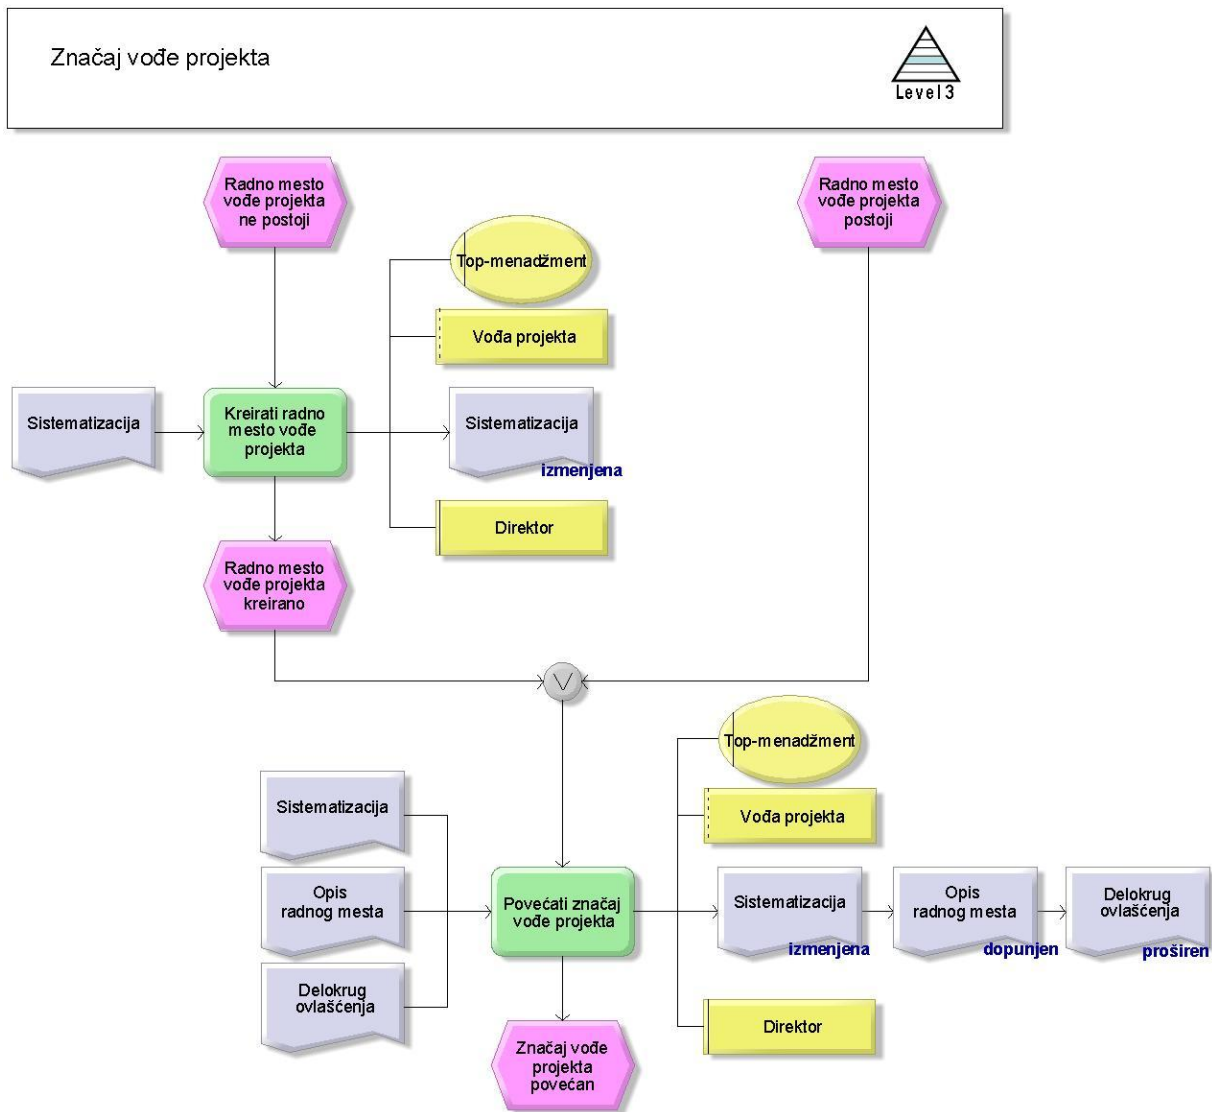 Značaj vođe projekta
Level 3
Radno mesto
vođe projekta
ne postoji
Radno mesto
vođe projekta
postoji
Top-menadžment
Vođa projekta
Sistematizacija
Kreirati radno
mesto vođe
projekta
Sistematizacija
izmenjena
Direktor
Radno mesto
vođe projekta
kreirano
Top-menadžment
Vođa projekta
Sistematizacija
Opis
radnog mesta
Delokrug
ovlašćenja
Povećati značaj
vođe projekta
Sistematizacija
izmenjena
Opis
radnog mesta
dopunjen
Delokrug
ovlašćenja
proširen
Direktor
Značaj vođe
projekta
povećan